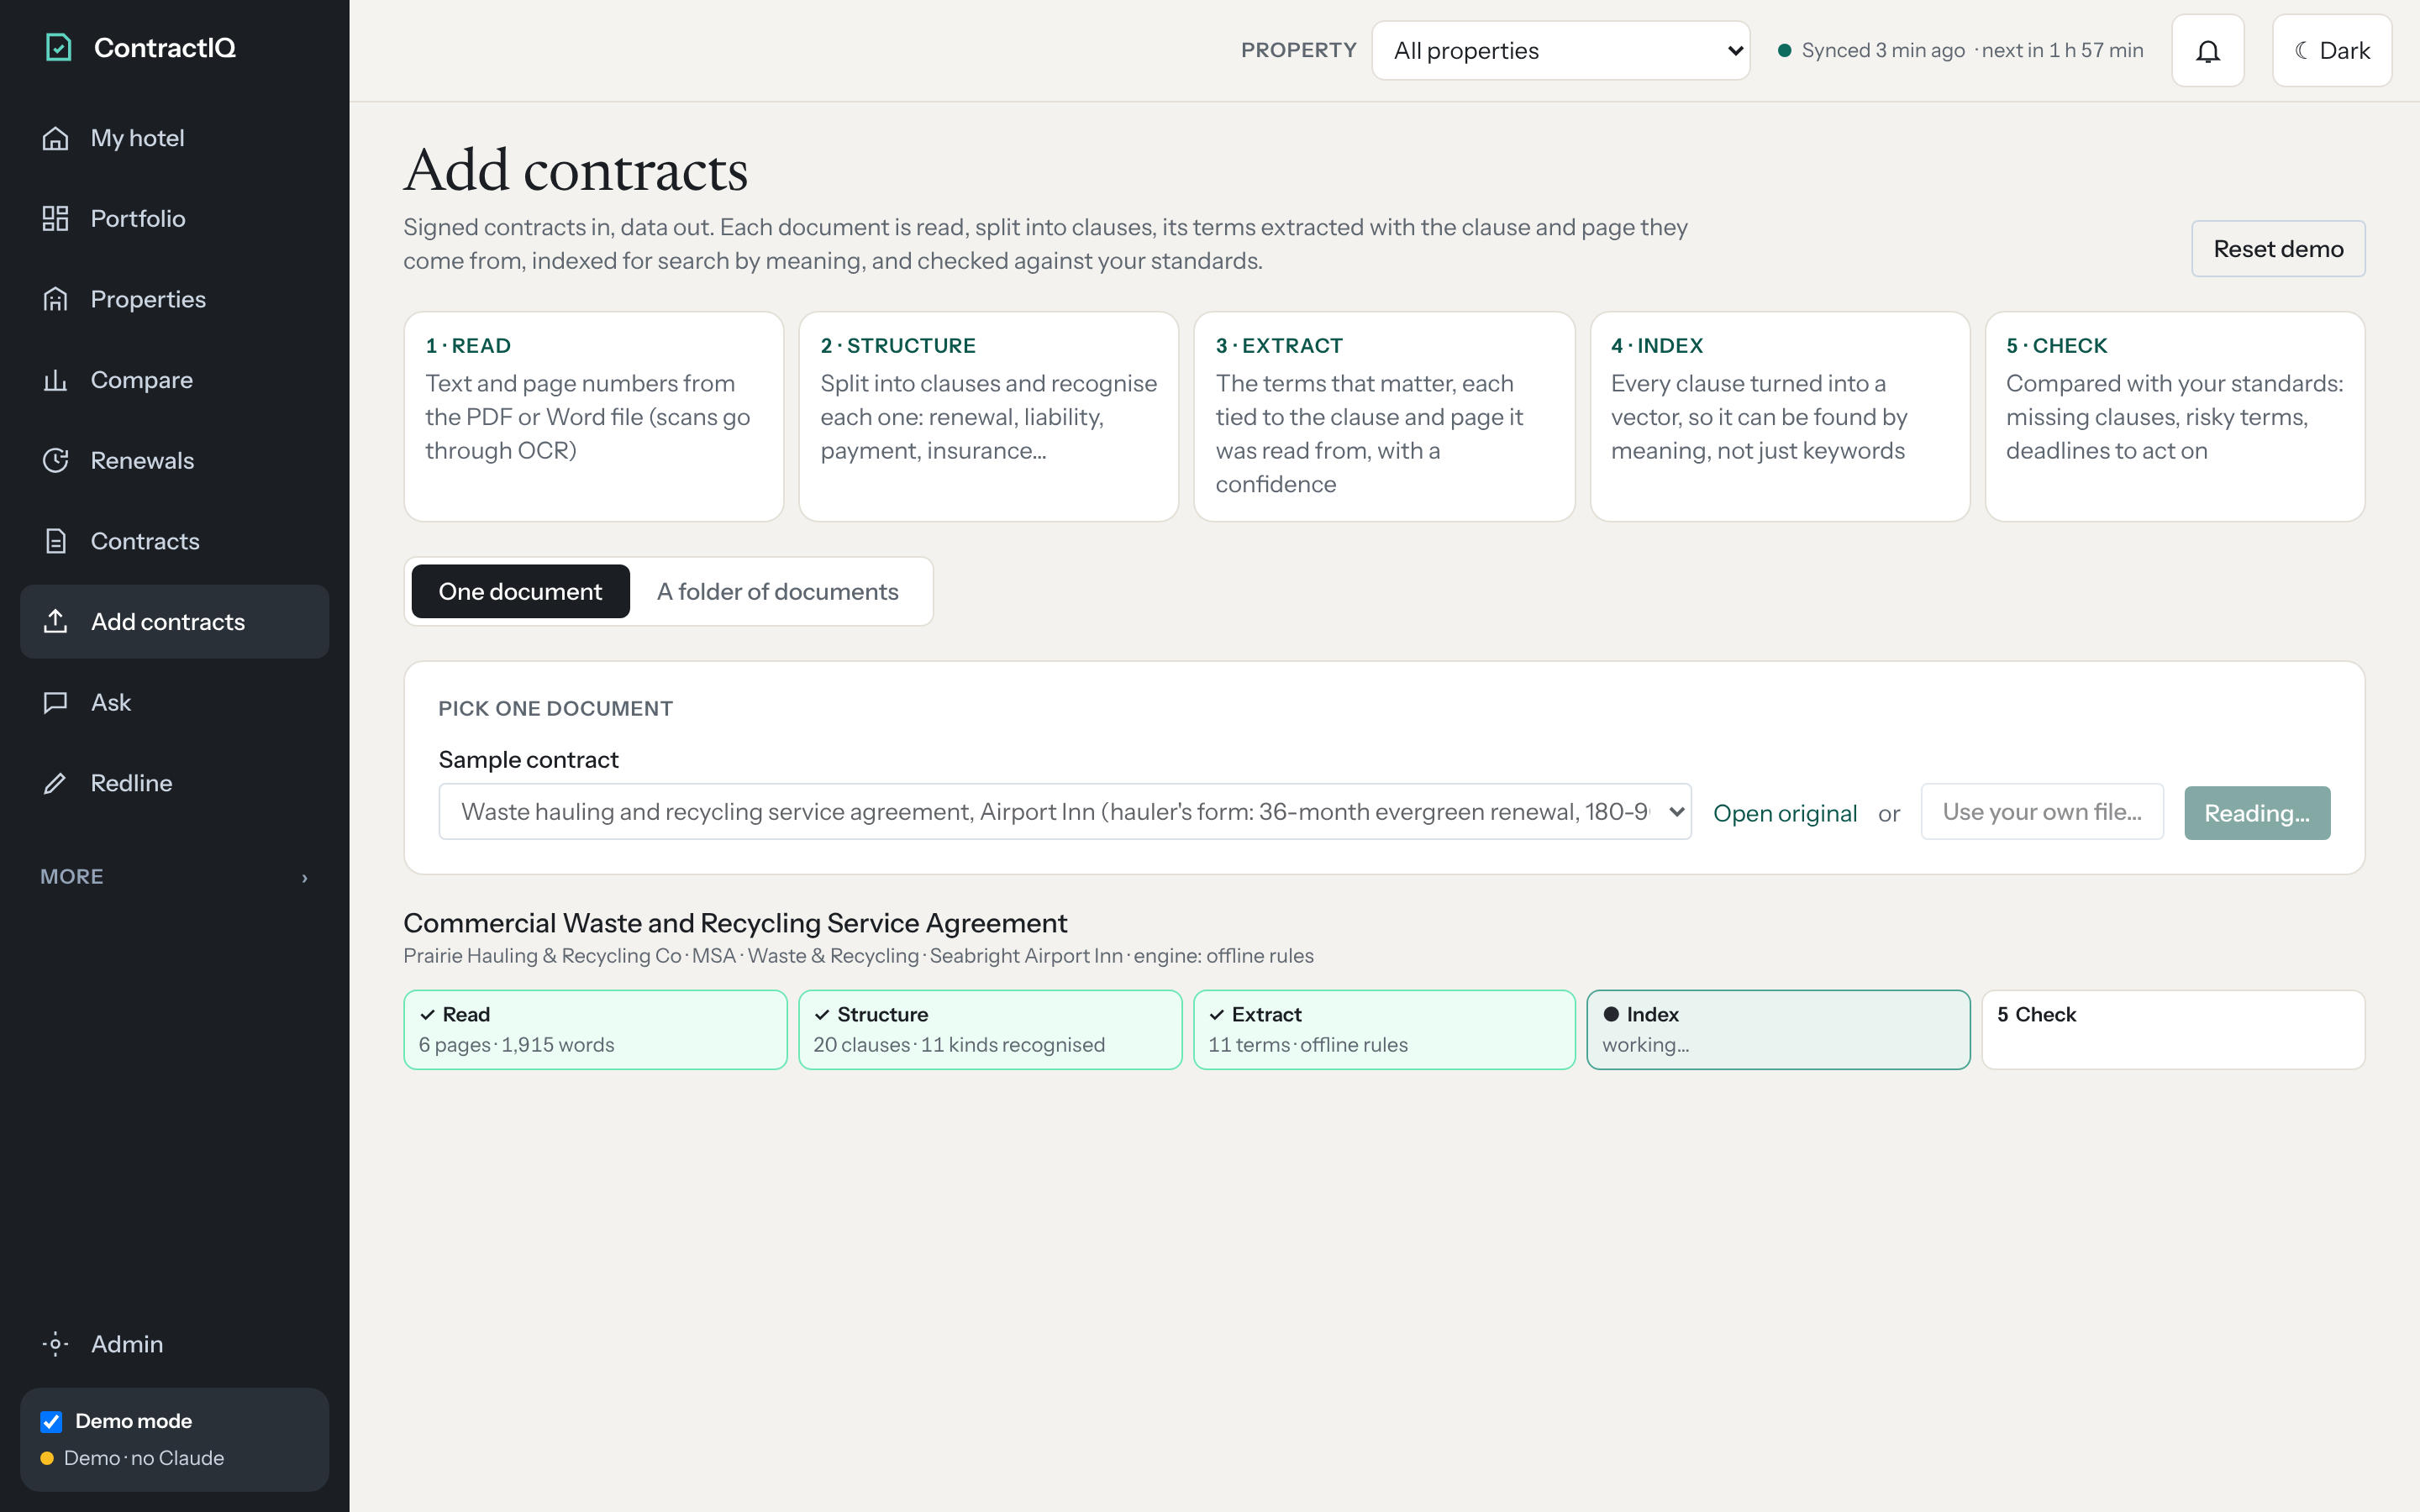 ContractIQ
My hotel
Portfolio
Properties
Compare
Renewals
Contracts
Add contracts
Ask
Redline
MORE
Admin
Demo mode
Demo · no Claude
PROPERTY
All properties
Synced 3 min ago · next in 1 h 57 min
Dark
Add contracts
Signed contracts in, data out. Each document is read, split into clauses, its terms extracted with the clause and page they
come from, indexed for search by meaning, and checked against your standards.
Reset demo
1 · READ
Text and page numbers from
the PDF or Word file (scans go
through OCR)
2 · STRUCTURE
Split into clauses and recognise
each one: renewal, liability,
payment, insurance...
3 · EXTRACT
The terms that matter, each
tied to the clause and page it
was read from, with a
confidence
4 · INDEX
Every clause turned into a
vector, so it can be found by
meaning, not just keywords
5 · CHECK
Compared with your standards:
missing clauses, risky terms,
deadlines to act on
One document
A folder of documents
PICK ONE DOCUMENT
Sample contract
Waste hauling and recycling service agreement, Airport Inn (hauler's form: 36-month evergreen renewal, 180-9
Open original
or
Use your own file...
Reading...
Commercial Waste and Recycling Service Agreement
Prairie Hauling & Recycling Co · MSA · Waste & Recycling · Seabright Airport Inn · engine: offline rules
✓ Read
6 pages · 1,915 words
✓ Structure
20 clauses · 11 kinds recognised
✓ Extract
11 terms · offline rules
● Index
working...
5 Check